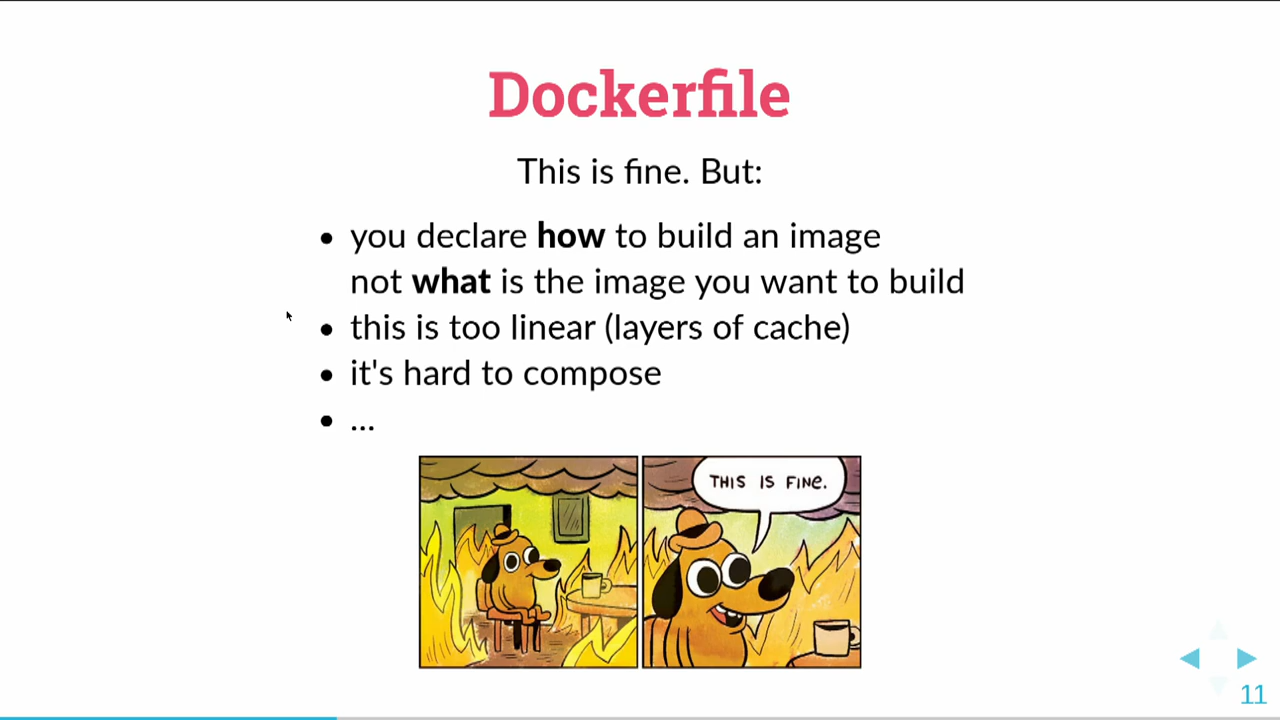 Dockerfile
This is fine. But:
• you declare how to build an image
not what is the image you want to build
• this is too linear (layers of cache)
• it's hard to compose
• ...
THIS IS FINE.
11